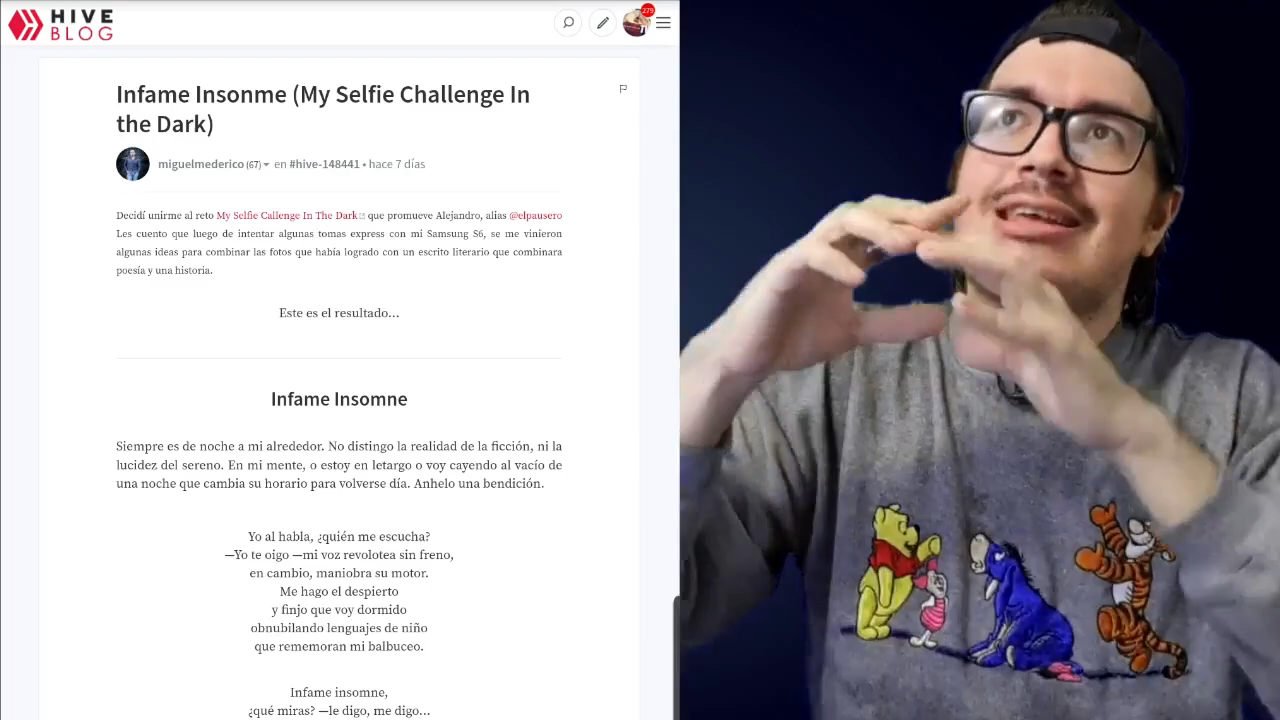 HIVE
BLOG
279
Infame Insonme (My Selfie Challenge In
the Dark)
miguelmederico (67) en #hive-148441 • hace 7 días
Decidí unirme al reto My Selfie Callenge In The Dark que promueve Alejandro, alias @elpausero
Les cuento que luego de intentar algunas tomas express con mi Samsung S6, se me vinieron
algunas ideas para combinar las fotos que había logrado con un escrito literario que combinara
poesía y una historia.
Este es el resultado...
Infame Insomne
Siempre es de noche a mi alrededor. No distingo la realidad de la ficción, ni la
lucidez del sereno. En mi mente, o estoy en letargo o voy cayendo al vacío de
una noche que cambia su horario para volverse día. Anhelo una bendición.
Yo al habla, ¿quién me escucha?
—Yo te oigo —mi voz revolotea sin freno,
en cambio, maniobra su motor.
Me hago el despierto
y finjo que voy dormido
obnubilando lenguajes de niño
que rememoran mi balbuceo.
Infame insomne,
¿qué miras? —le digo, me digo...